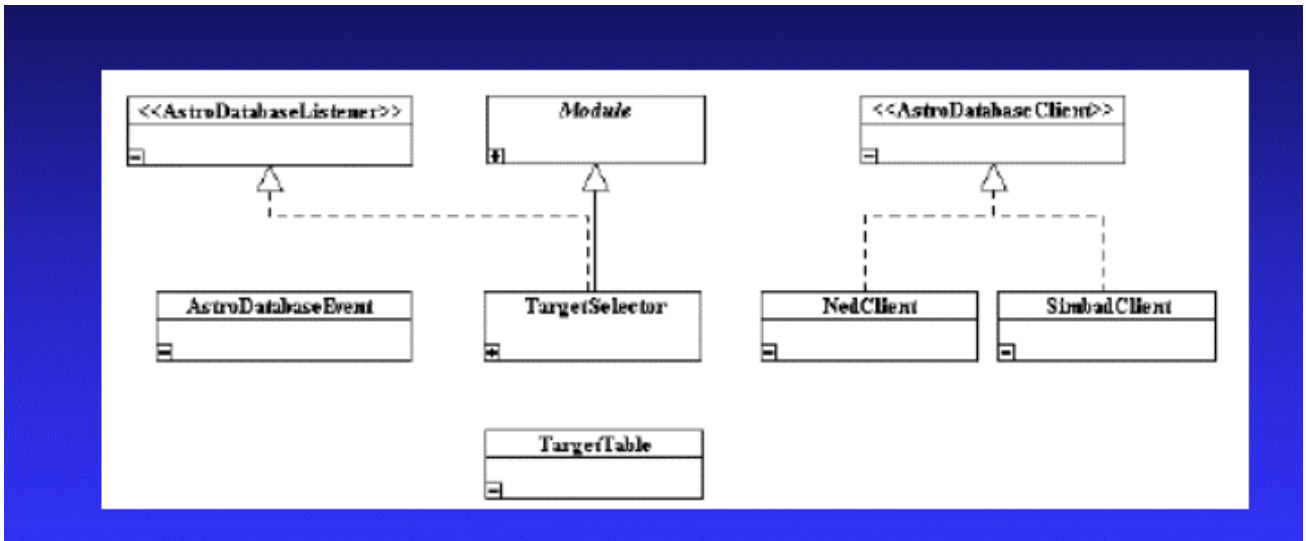 <<AstroDatabaseListener>>
Module
<<AstroDatabaseClient>>
AstroDatabaseEvent
TargetSelector
NedClient
SimbadClient
TargetTable